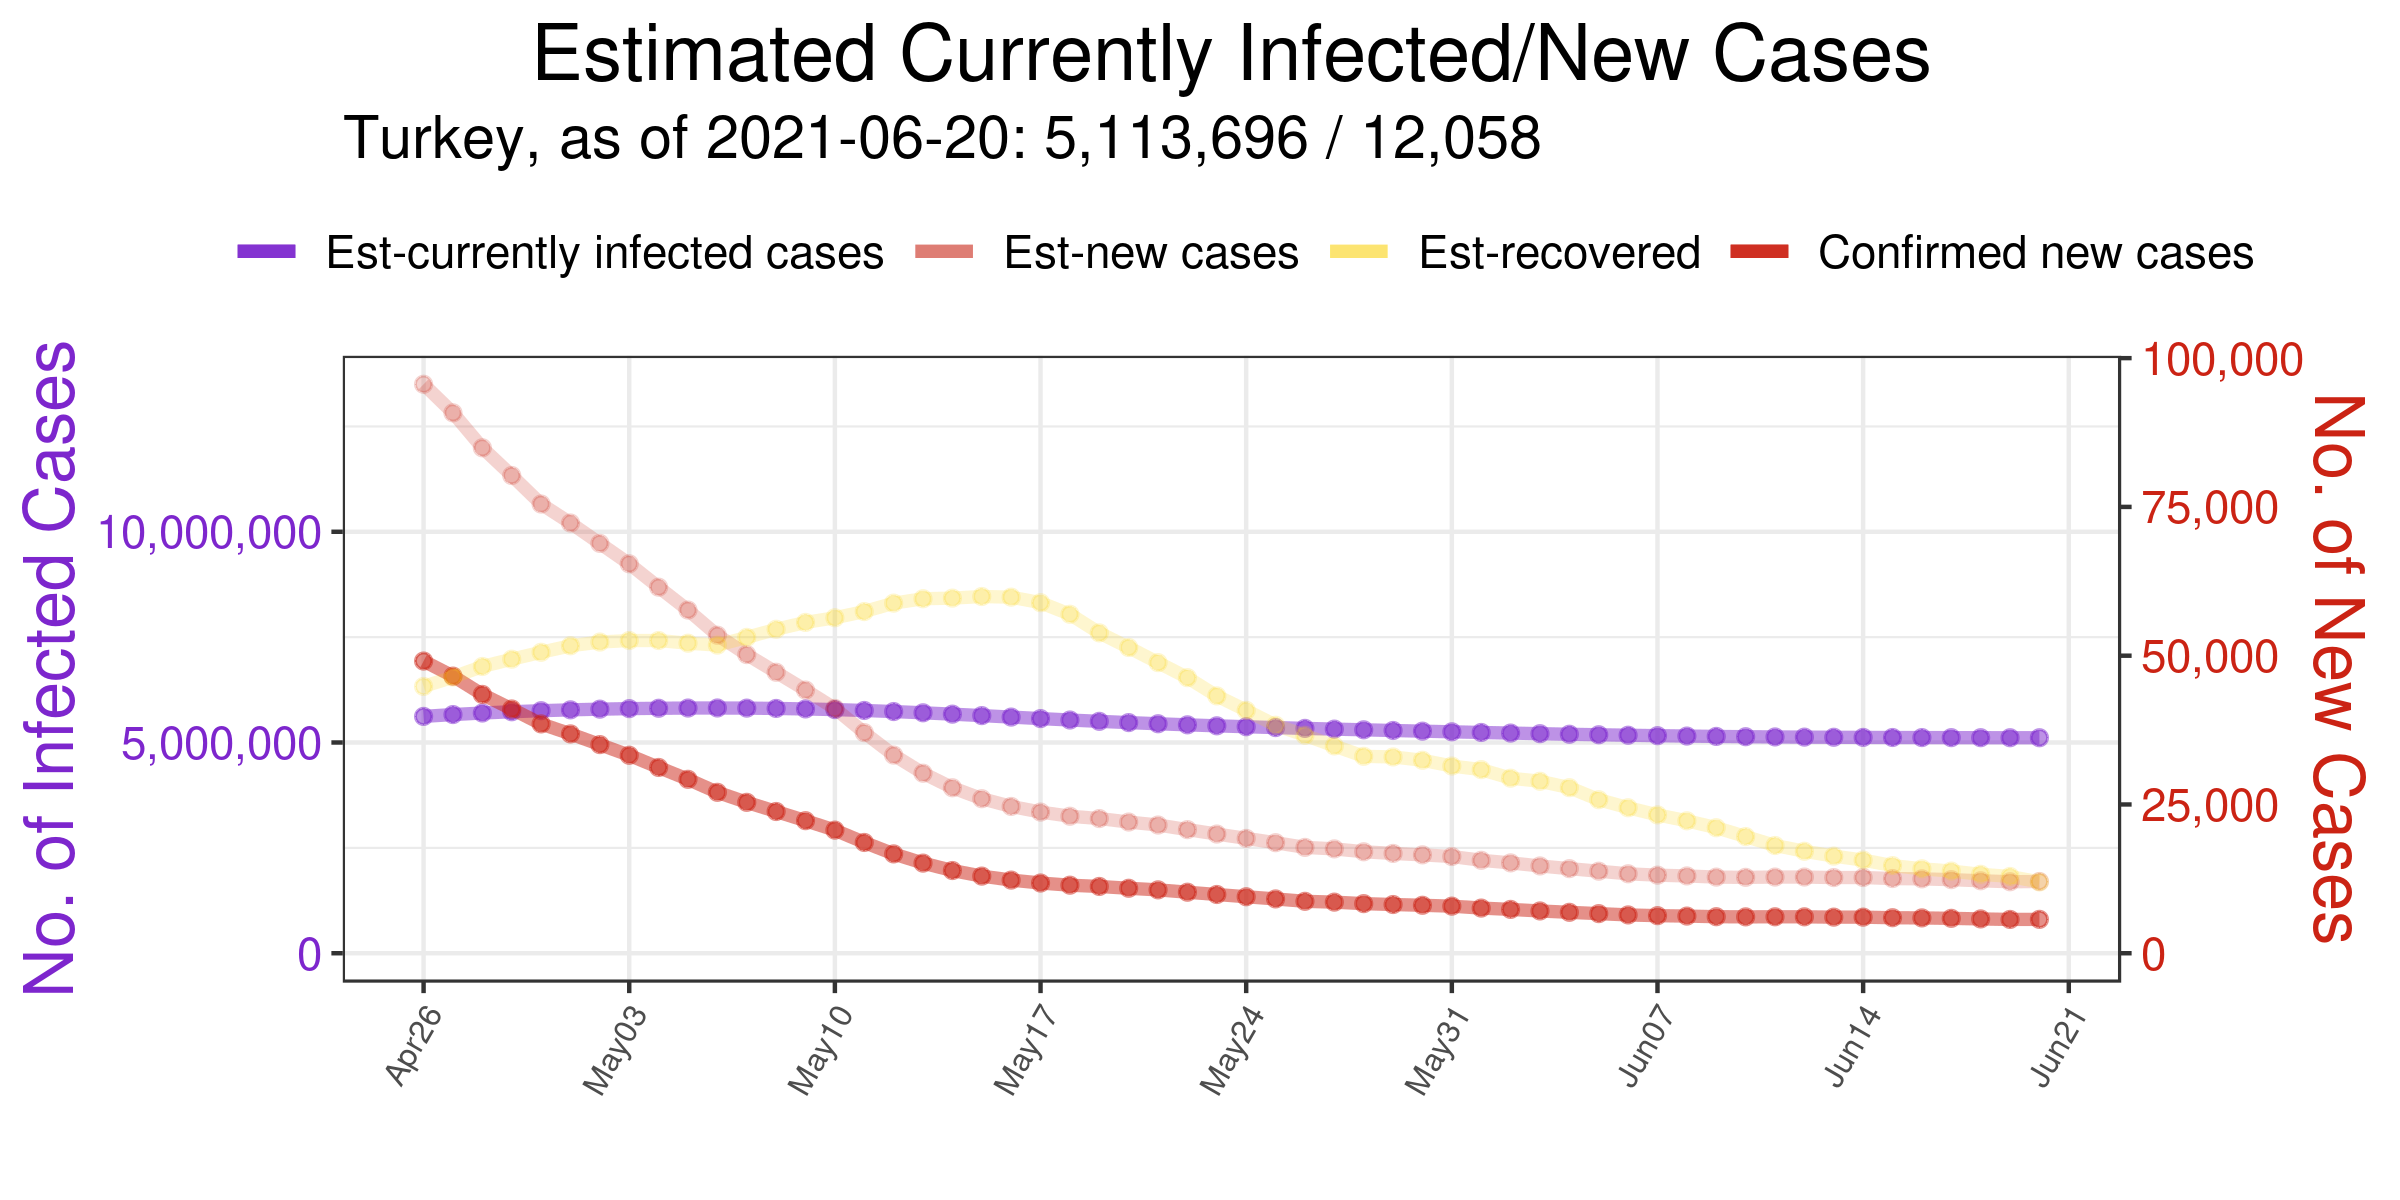 Estimated Currently Infected/New Cases
Turkey, as of 2021-06-20: 5,113,696 / 12,058
Est-currently infected cases Est-new cases Est-recovered Confirmed new cases
No. of Infected Cases
10,000,000
5,000,000
0
100,000
75,000
50,000
25,000
0
No. of New Cases
Apr26 May03 May10 May17 May24 May31 Jun07 Jun14 Jun21